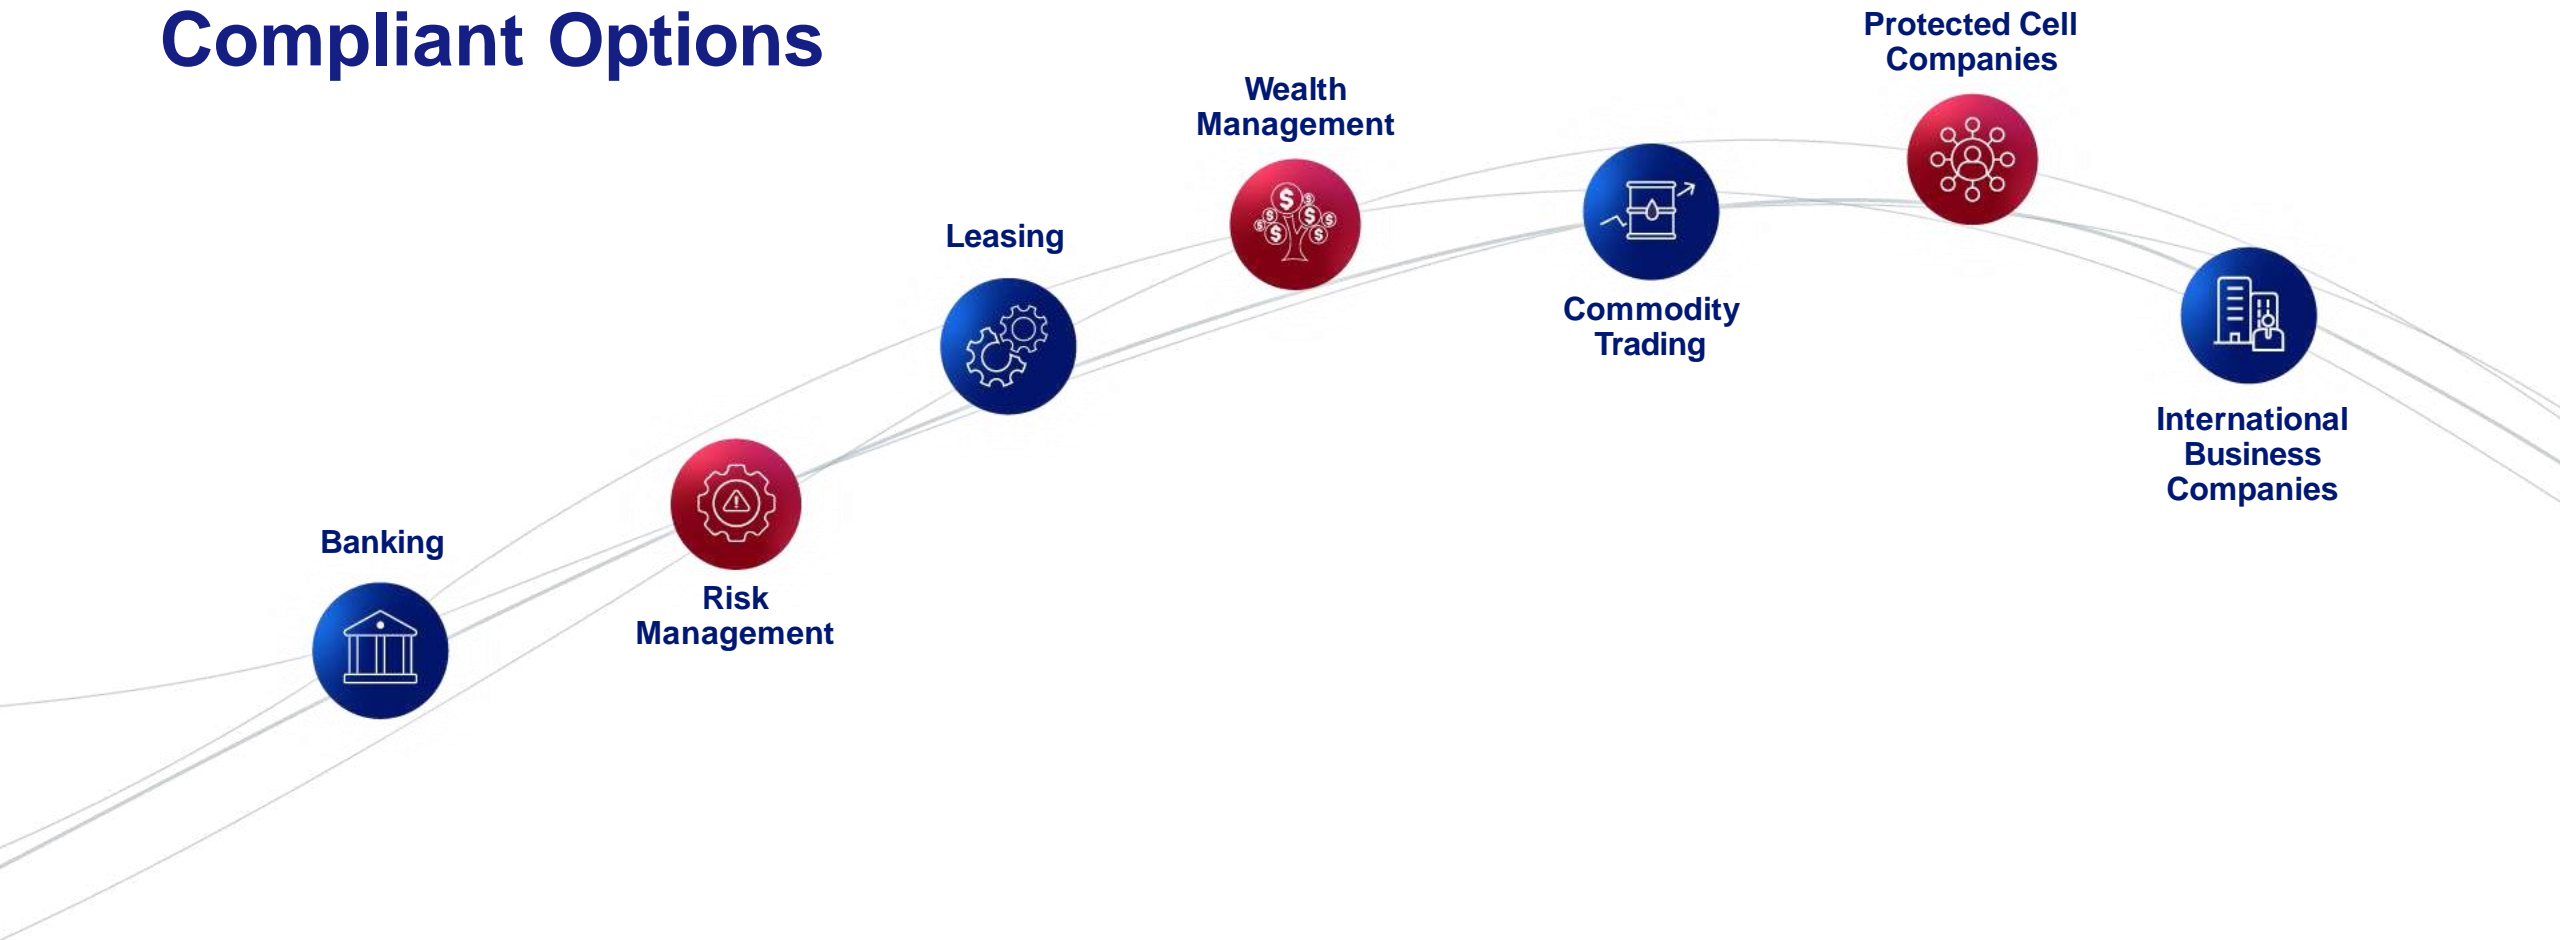 Compliant Options
Banking
Risk
Management
Leasing
Wealth
Management
Commodity
Trading
Protected Cell
Companies
International
Business
Companies